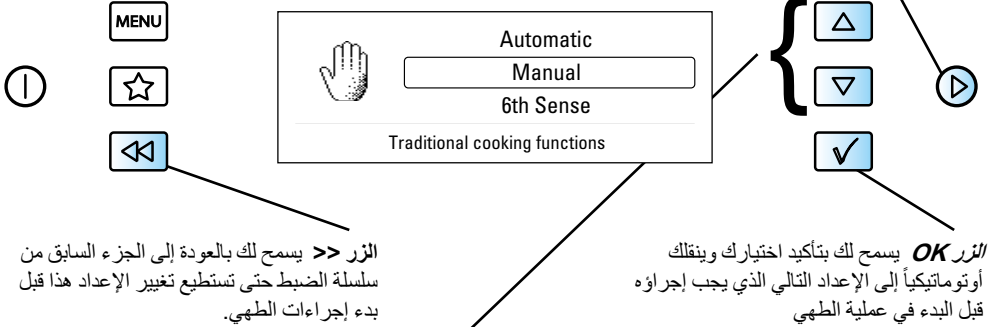 MENU
Automatic
Manual
6th Sense
Traditional cooking functions
الزر OK يسمح لك بتأكيد اختيارك وينقلك
أوتوماتيكياً إلى الإعداد التالي الذي يجب إجراؤه
قبل البدء في عملية الطهي
الزر << يسمح لك بالعودة إلى الجزء السابق من
سلسلة الضبط حتى تستطيع تغيير الإعداد هذا قبل
بدء إجراءات الطهي.